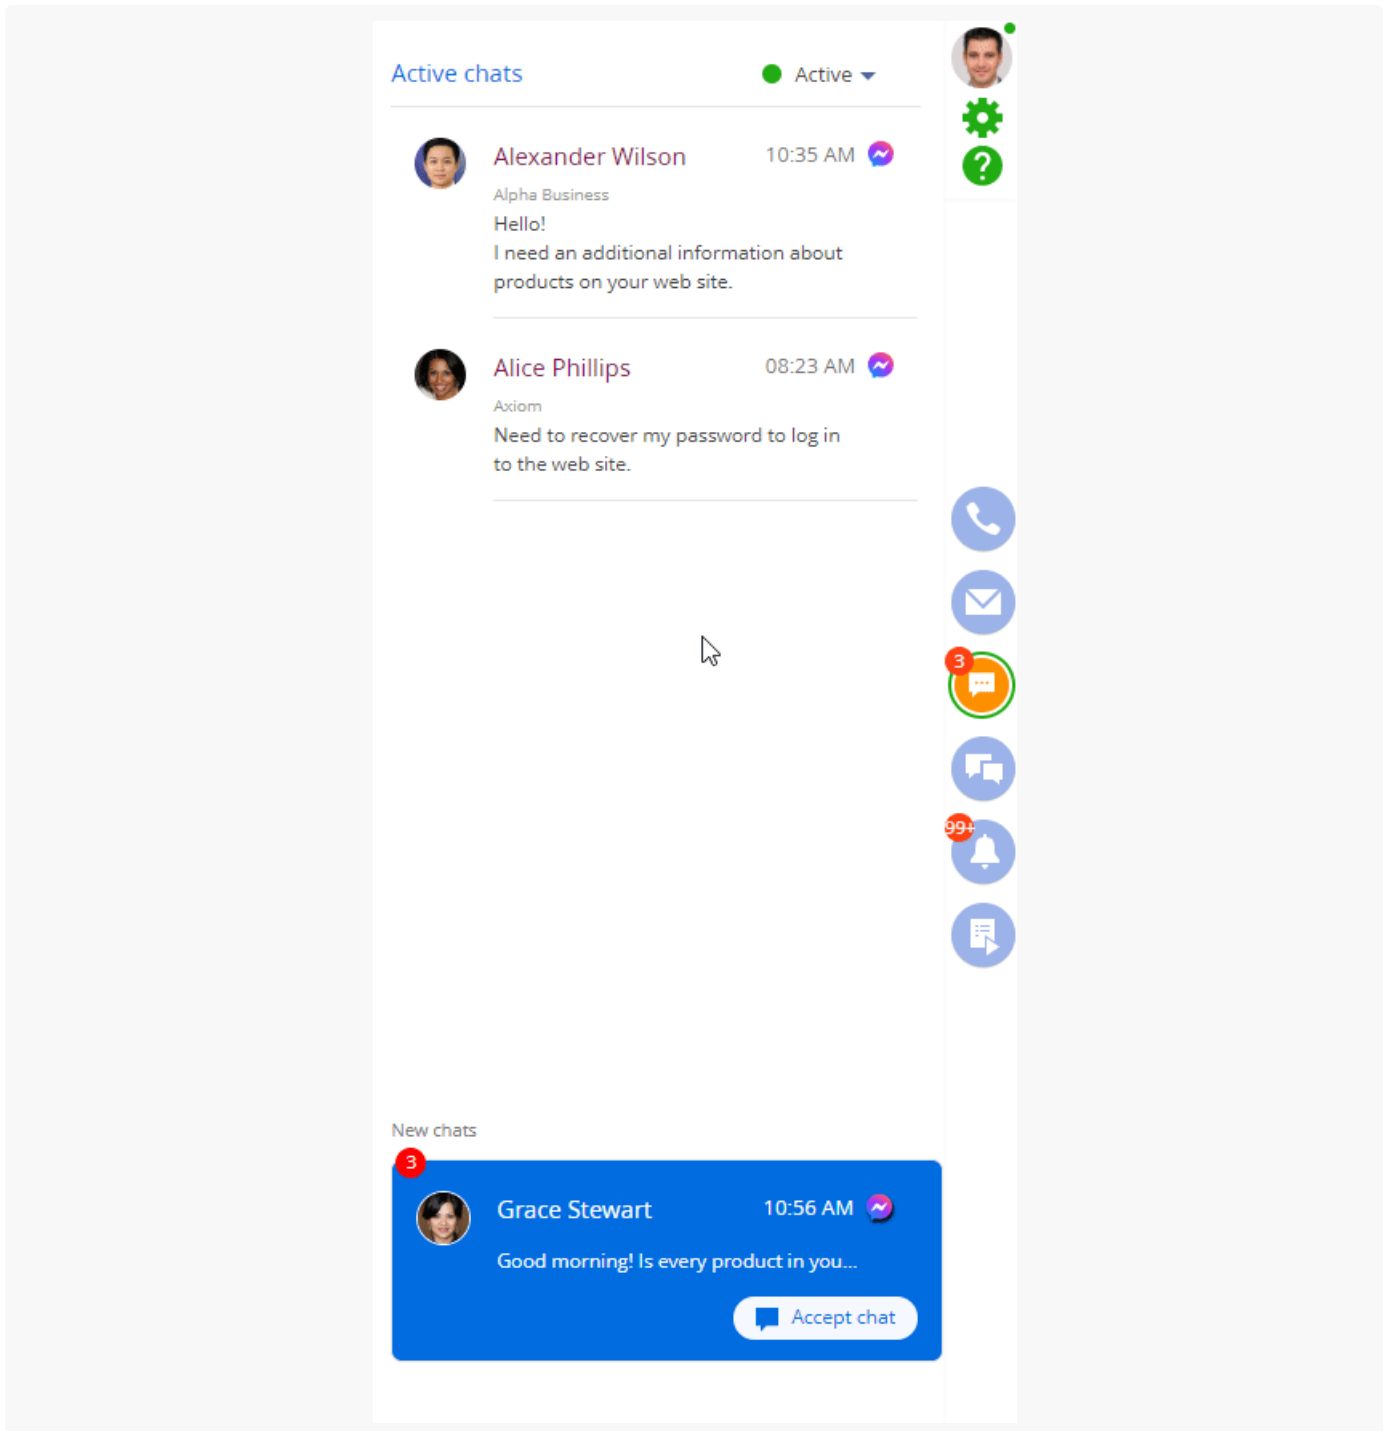 Active chats
Active
Alexander Wilson
10:35 AM
Alpha Business
Hello!
I need an additional information about
products on your web site.
Alice Phillips
08:23 AM
Axiom
Need to recover my password to log in
to the web site.
?
3
99+
New chats
3
Grace Stewart
10:56 AM
Good morning! Is every product in you...
Accept chat